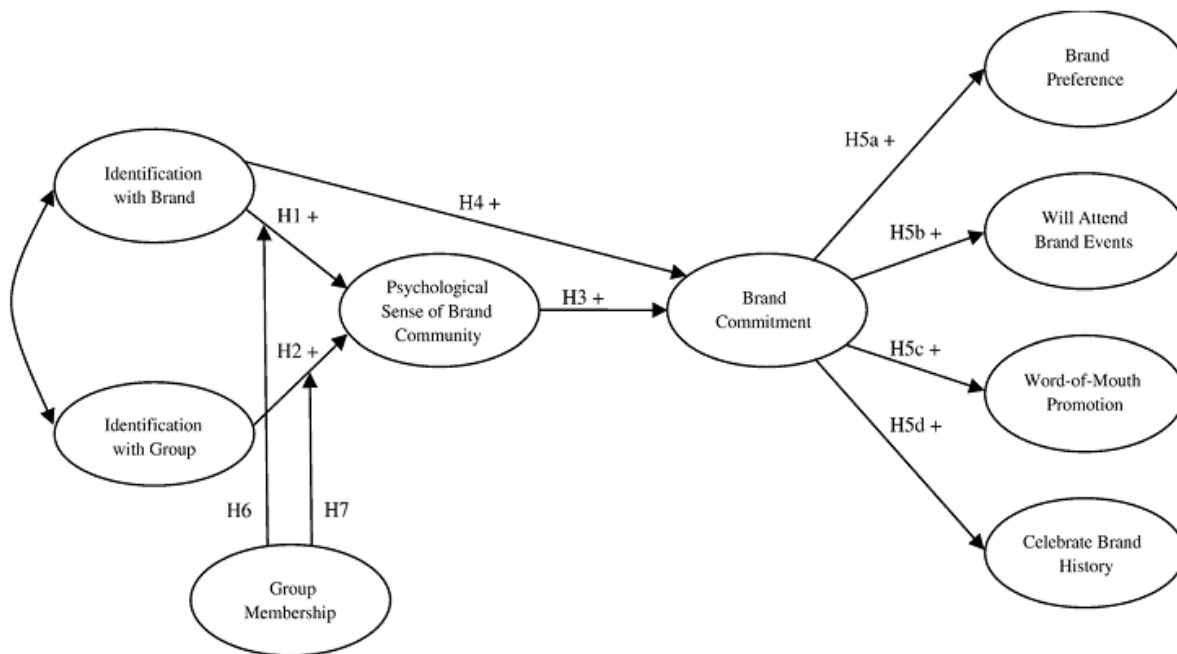 Brand
Preference
H5a +
Identification
with Brand
H4 +
H1 +
H5b +
Will Attend
Brand Events
Psychological
Sense of Brand
Community
H3 +
Brand
Commitment
H2 +
H5c +
Word-of-Mouth
Promotion
Identification
with Group
H5d +
H6
H7
Celebrate Brand
History
Group
Membership